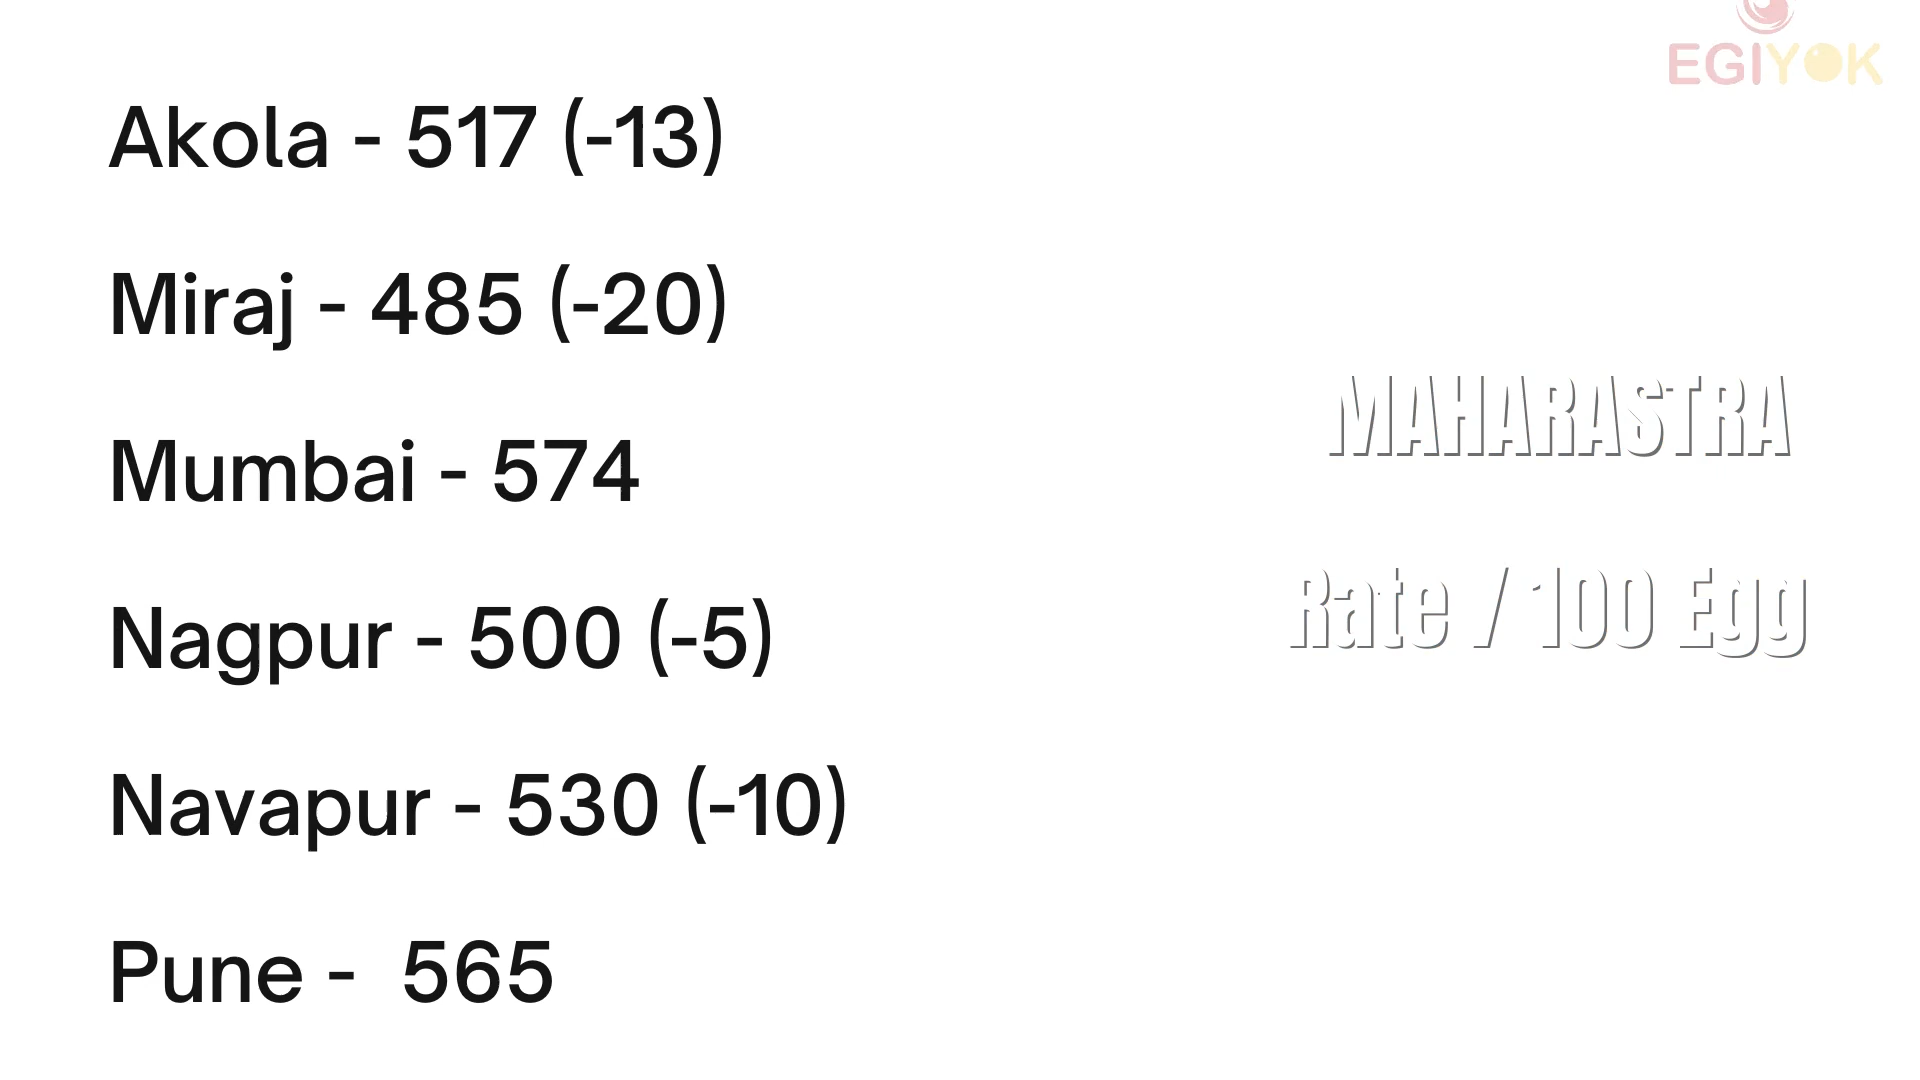 EGIYOK
Akola - 517 (-13)
Miraj - 485 (-20)
Mumbai - 574
Nagpur - 500 (-5)
Navapur - 530 (-10)
Pune -  565
MAHARASTRA
Rate / 100 Egg